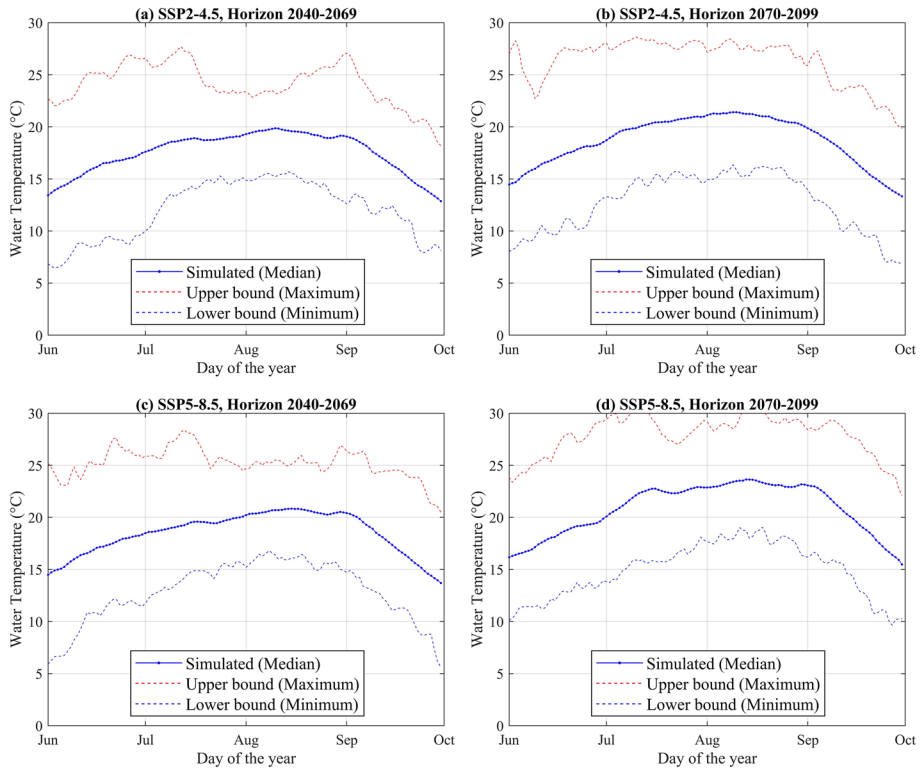 (a) SSP2-4.5, Horizon 2040-2069
30
25
20
15
10
5
0
Water Temperature (°C)
Simulated (Median)
Upper bound (Maximum)
Lower bound (Minimum)
Jun Jul Aug Sep Oct
Day of the year
(b) SSP2-4.5, Horizon 2070-2099
30
25
20
15
10
5
0
Simulated (Median)
Upper bound (Maximum)
Lower bound (Minimum)
Jun Jul Aug Sep Oct
Day of the year
(c) SSP5-8.5, Horizon 2040-2069
30
25
20
15
10
5
0
Water Temperature (°C)
Simulated (Median)
Upper bound (Maximum)
Lower bound (Minimum)
Jun Jul Aug Sep Oct
Day of the year
(d) SSP5-8.5, Horizon 2070-2099
30
25
20
15
10
5
0
Simulated (Median)
Upper bound (Maximum)
Lower bound (Minimum)
Jun Jul Aug Sep Oct
Day of the year